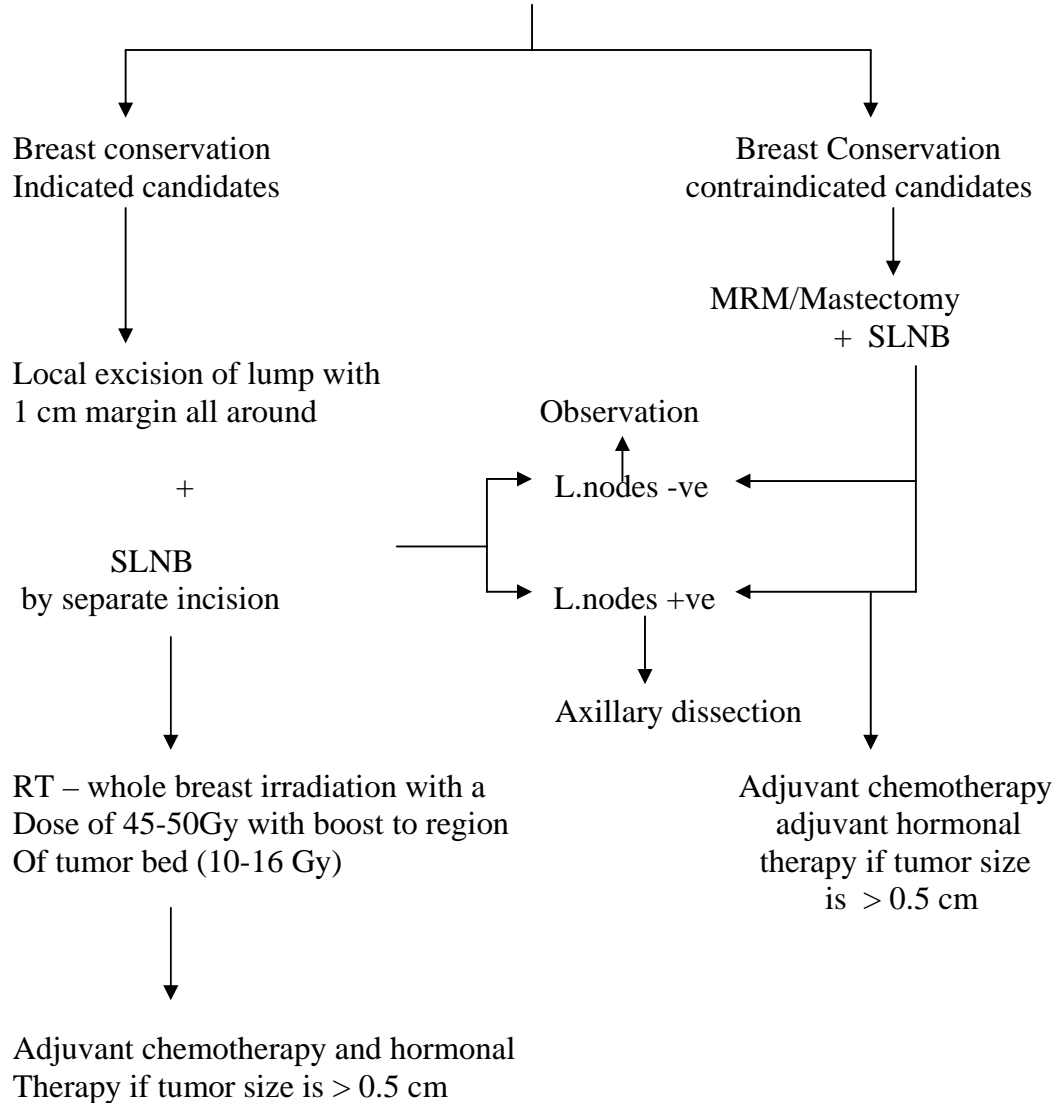 Breast conservation
Indicated candidates
Breast Conservation
contraindicated candidates
MRM/Mastectomy
+ SLNB
Local excision of lump with
1 cm margin all around
Observation
+
L.nodes -ve
SLNB
by separate incision
L.nodes +ve
Axillary dissection
RT – whole breast irradiation with a
Dose of 45-50Gy with boost to region
Of tumor bed (10-16 Gy)
Adjuvant chemotherapy
adjuvant hormonal
therapy if tumor size
is > 0.5 cm
Adjuvant chemotherapy and hormonal
Therapy if tumor size is > 0.5 cm